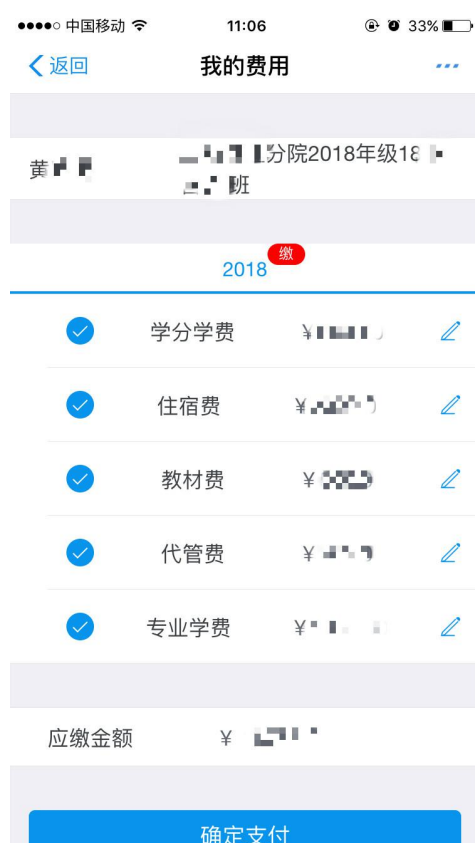 中国移动 11:06 33%
返回 我的费用
黄 分院2018年级18
班
2018 缴
学分学费 ¥
住宿费 ¥
教材费 ¥
代管费 ¥
专业学费 ¥
应缴金额 ¥
确定支付